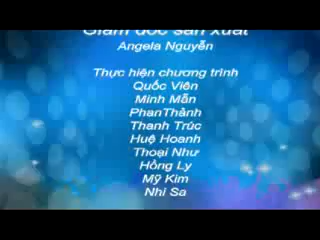 Giám đốc sản xuất
Angela Nguyễn
Thực hiện chương trình
Quốc Viên
Minh Mẫn
PhanThành
Thanh Trúc
Huệ Hoanh
Thoại Như
Hồng Ly
Mỹ Kim
Nhi Sa